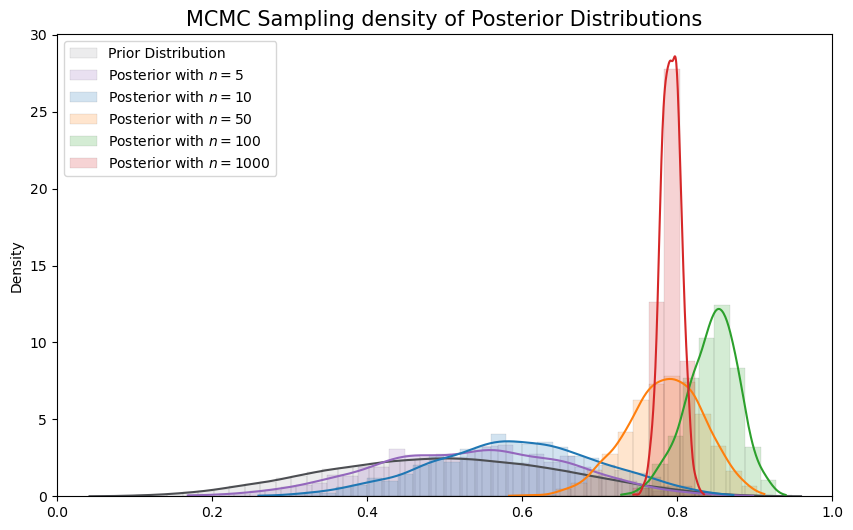 MCMC Sampling density of Posterior Distributions
30
25
20
15
10
5
0
Density
Prior Distribution
Posterior with n = 5
Posterior with n = 10
Posterior with n = 50
Posterior with n = 100
Posterior with n = 1000
0.0 0.2 0.4 0.6 0.8 1.0